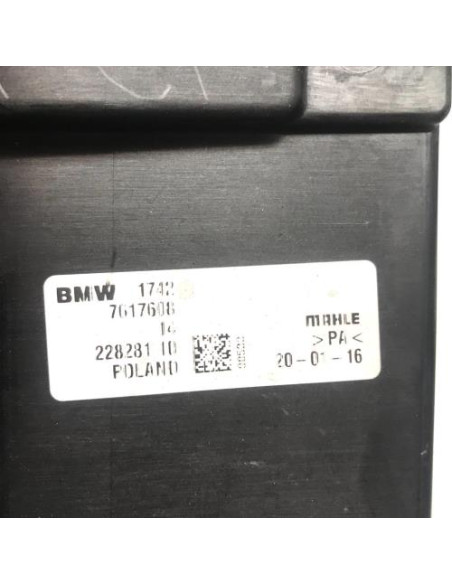 BMW 1742
7617608
14
228281 10
POLAND
MAHLE
>PA<
20-01-16